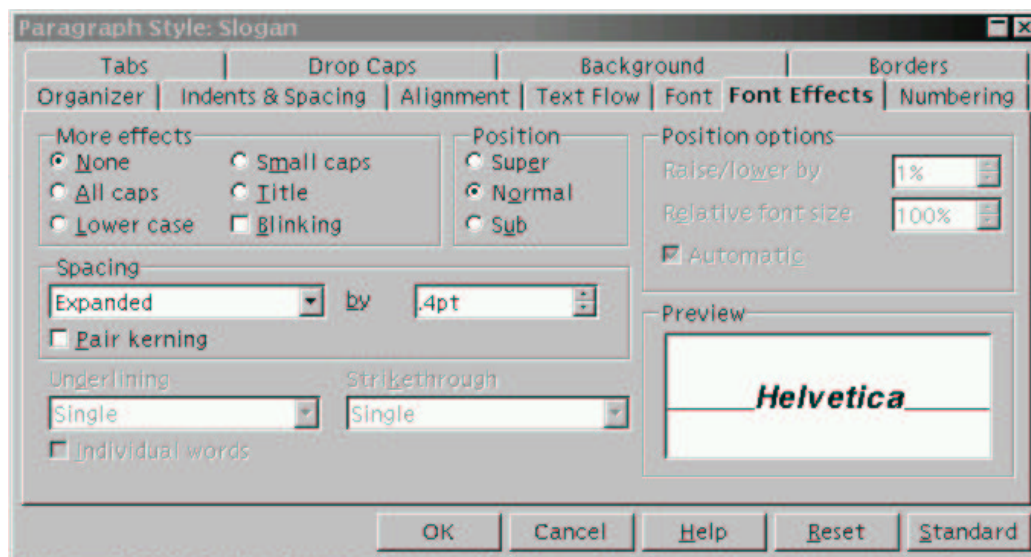 Paragraph Style: Slogan
Tabs Drop Caps Background Borders
Organizer Indents & Spacing Alignment Text Flow Font Font Effects Numbering
More effects Position Position options
None Small caps Super Raise/lower by 1%
All caps Title Normal Relative font size 100%
Lower case Blinking Sub Automatic
Spacing
Expanded by .4pt
Pair kerning
Preview
Underlining Strikethrough
Single Single
Helvetica
Individual words
OK Cancel Help Reset Standard